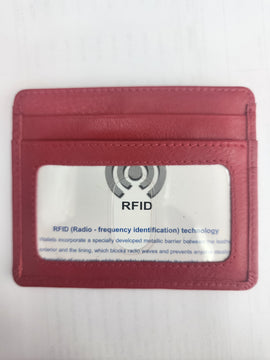 RFID
RFID (Radio - frequency identification) technology
Wallets incorporate a specially developed metallic barrier between the leather
exterior and the lining, which blocks radio waves and prevents